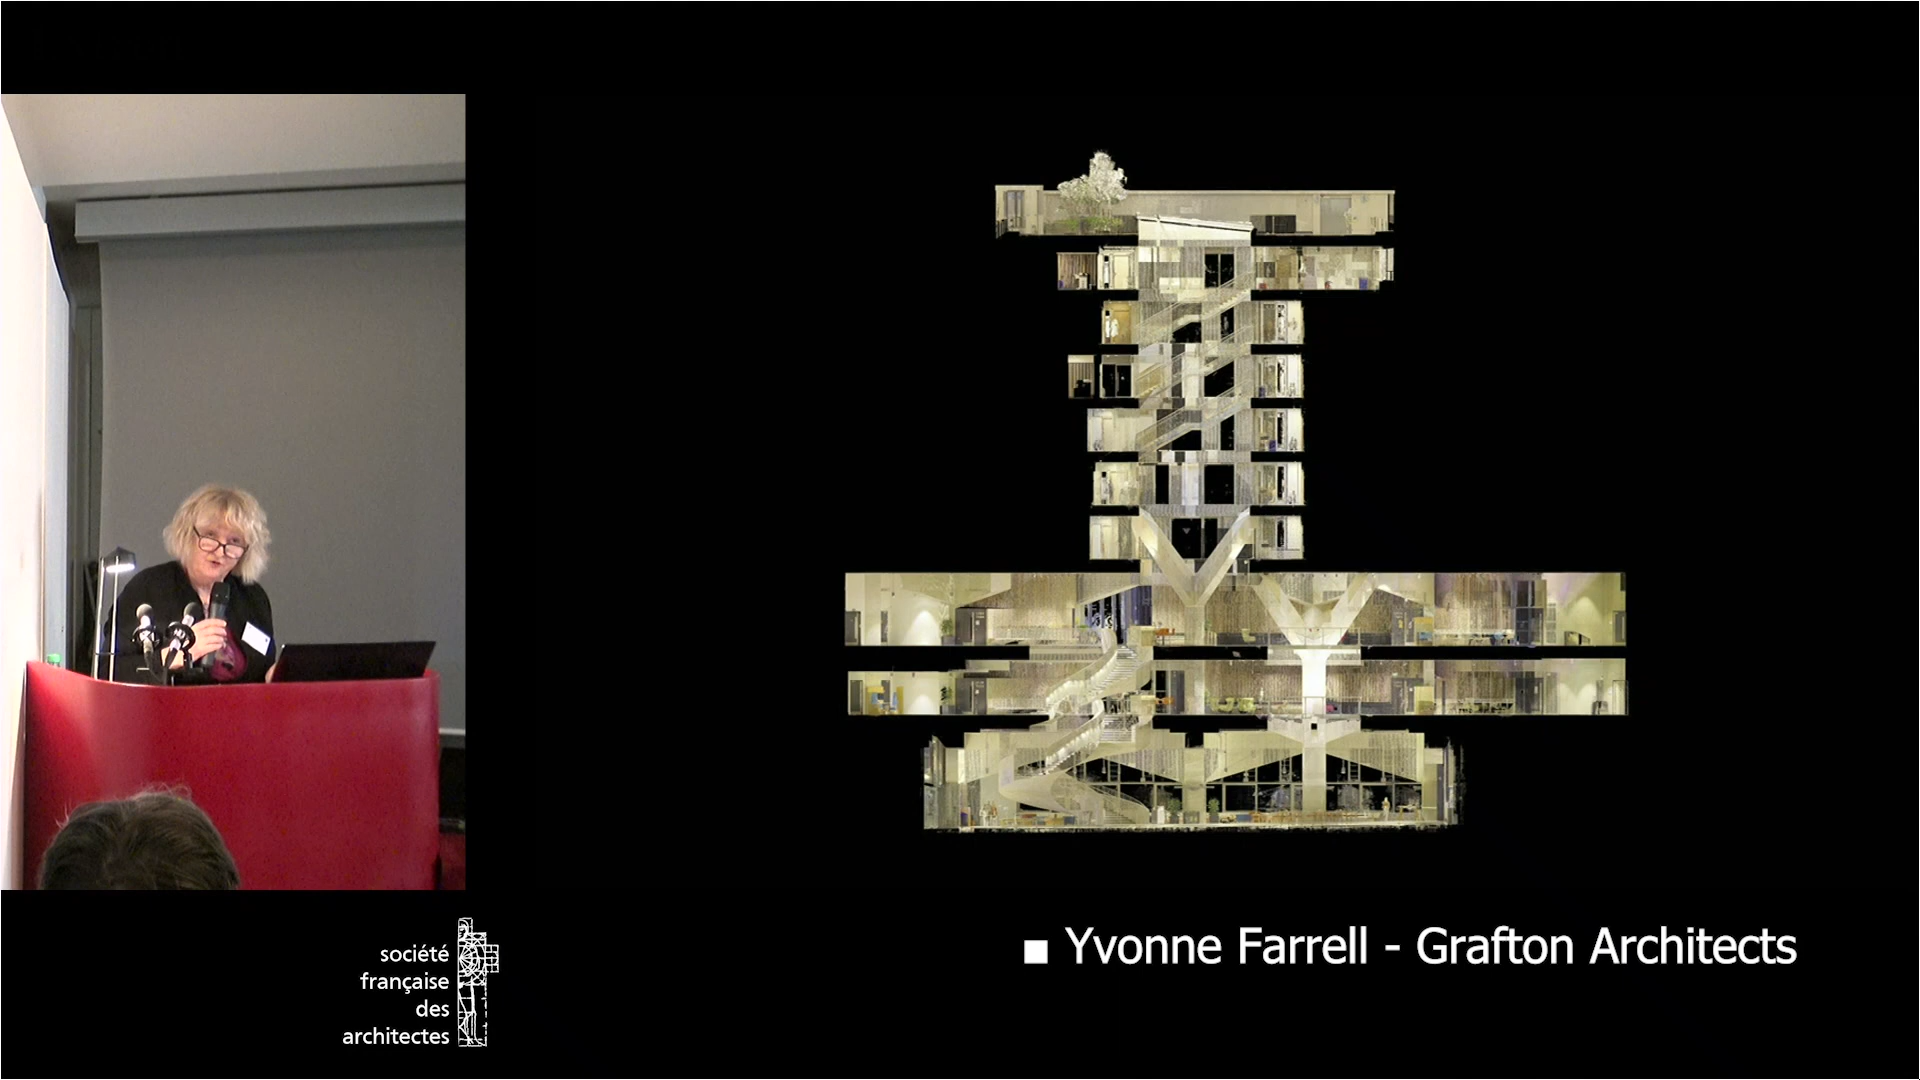 société
française
des
architectes
■ Yvonne Farrell - Grafton Architects